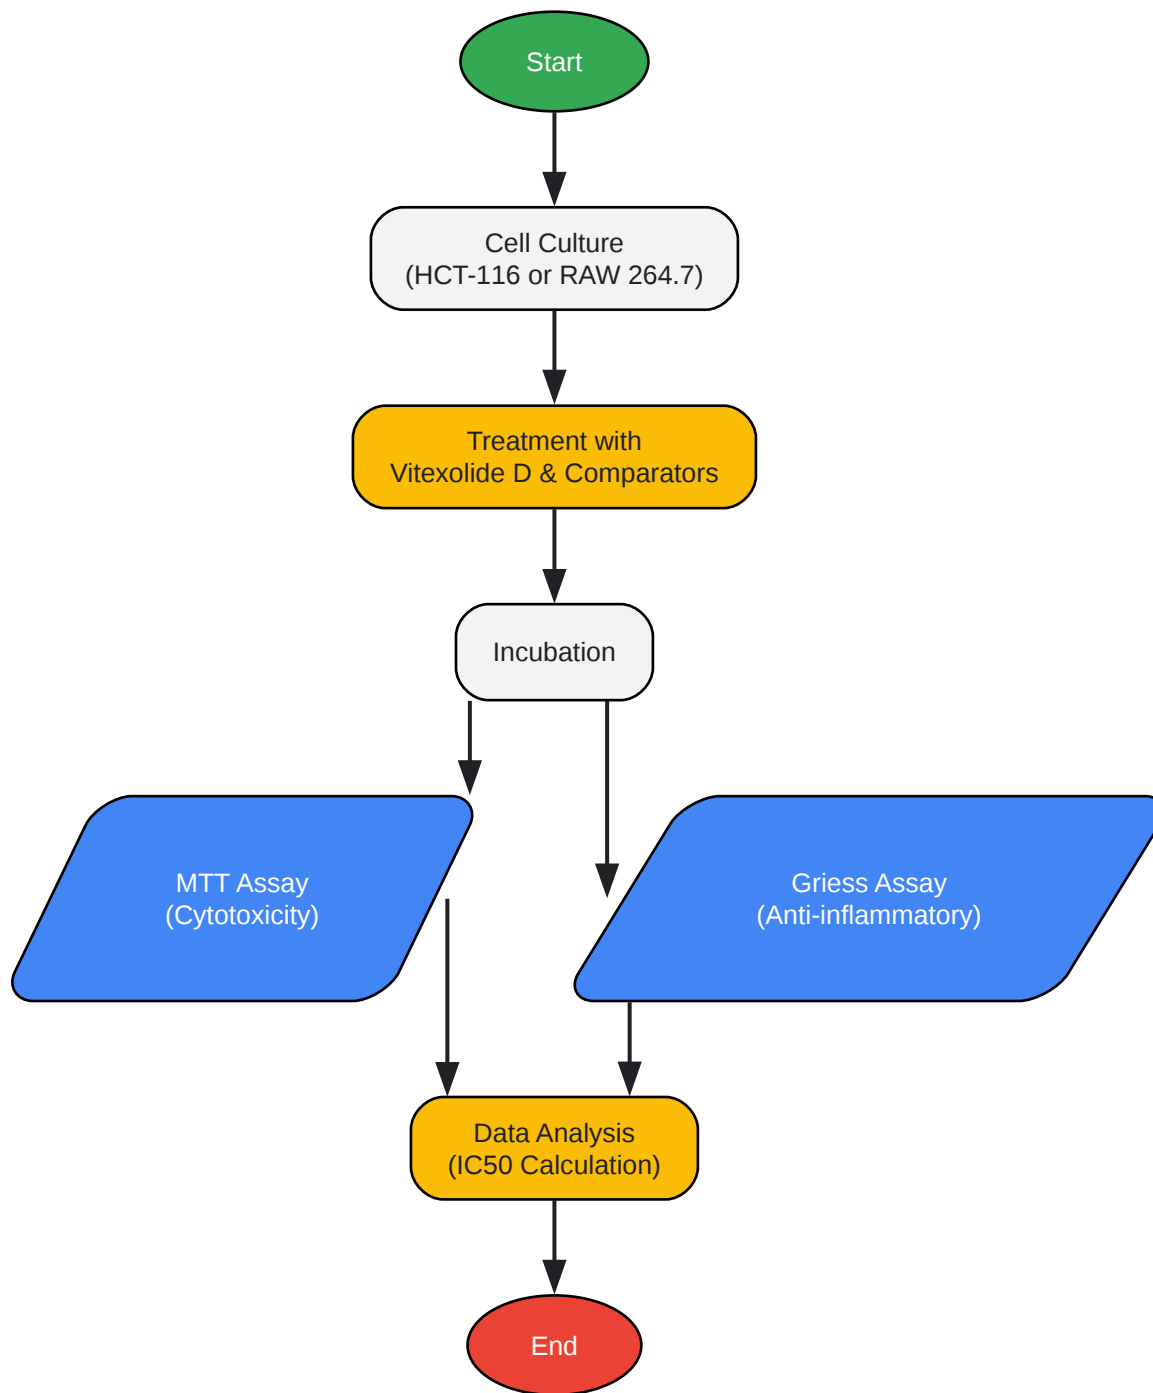 Start
Cell Culture
(HCT-116 or RAW 264.7)
Treatment with
Vitexolide D & Comparators
Incubation
MTT Assay
(Cytotoxicity)
Griess Assay
(Anti-inflammatory)
Data Analysis
(IC50 Calculation)
End